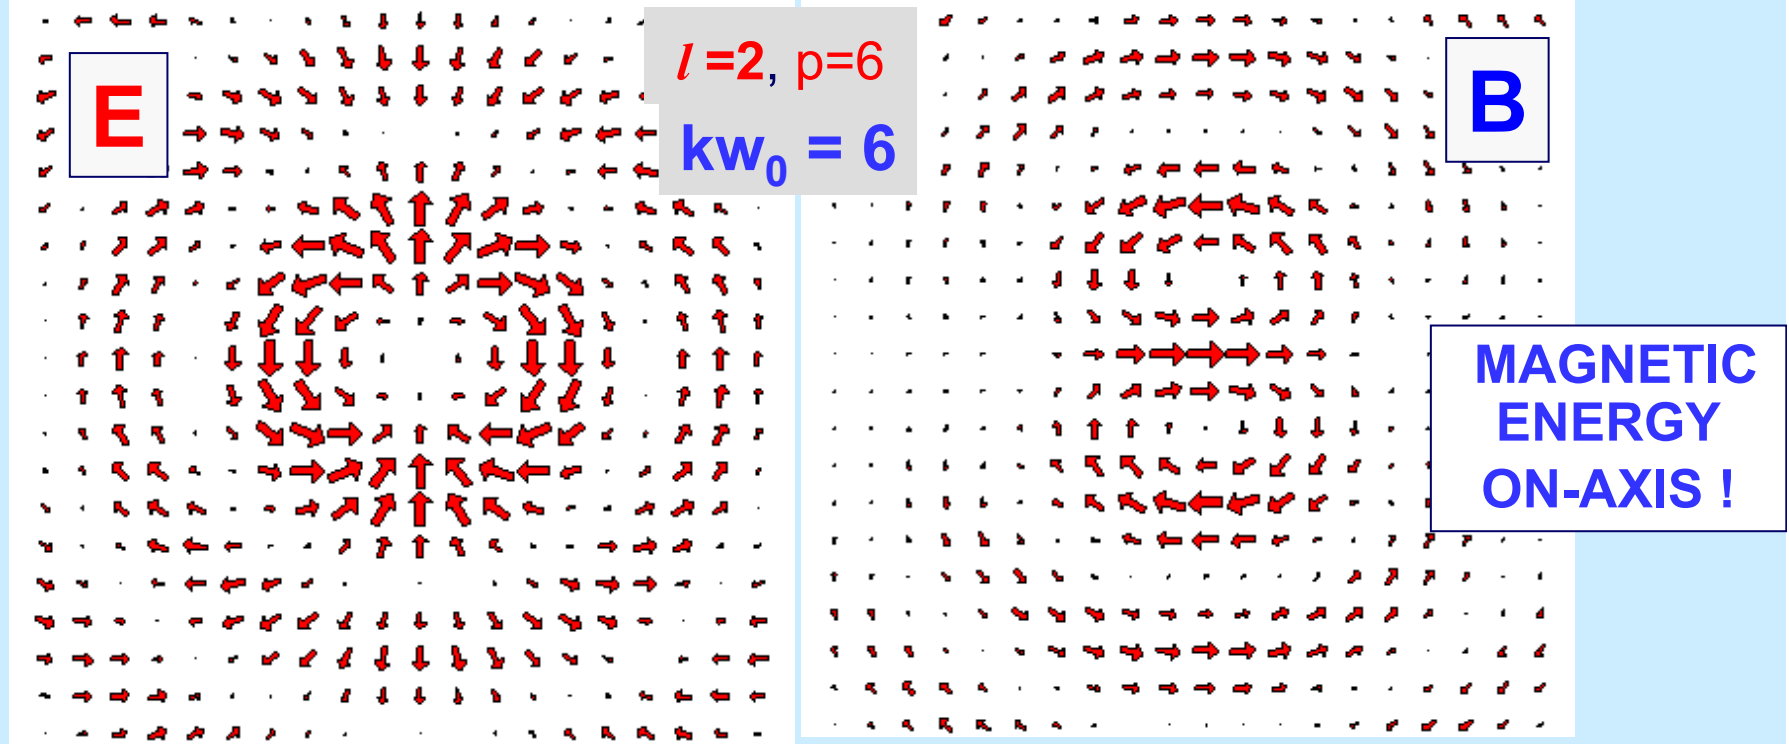 E
l =2, p=6
kw₀ = 6
B
MAGNETIC
ENERGY
ON-AXIS !